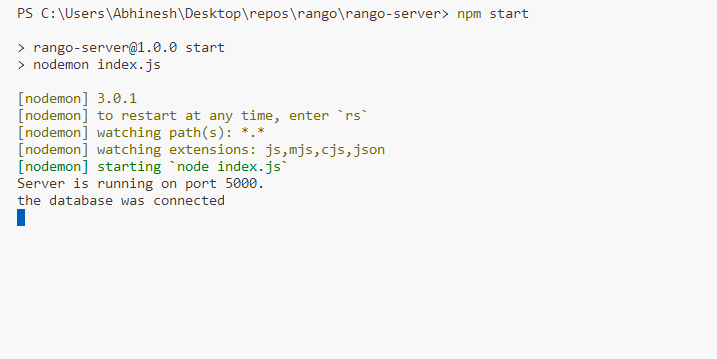 PS C:\Users\Abhinesh\Desktop\repos\rango\rango-server> npm start
> rango-server@1.0.0 start
> nodemon index.js
[nodemon] 3.0.1
[nodemon] to restart at any time, enter `rs`
[nodemon] watching path(s): *.*
[nodemon] watching extensions: js,mjs,cjs,json
[nodemon] starting `node index.js`
Server is running on port 5000.
the database was connected